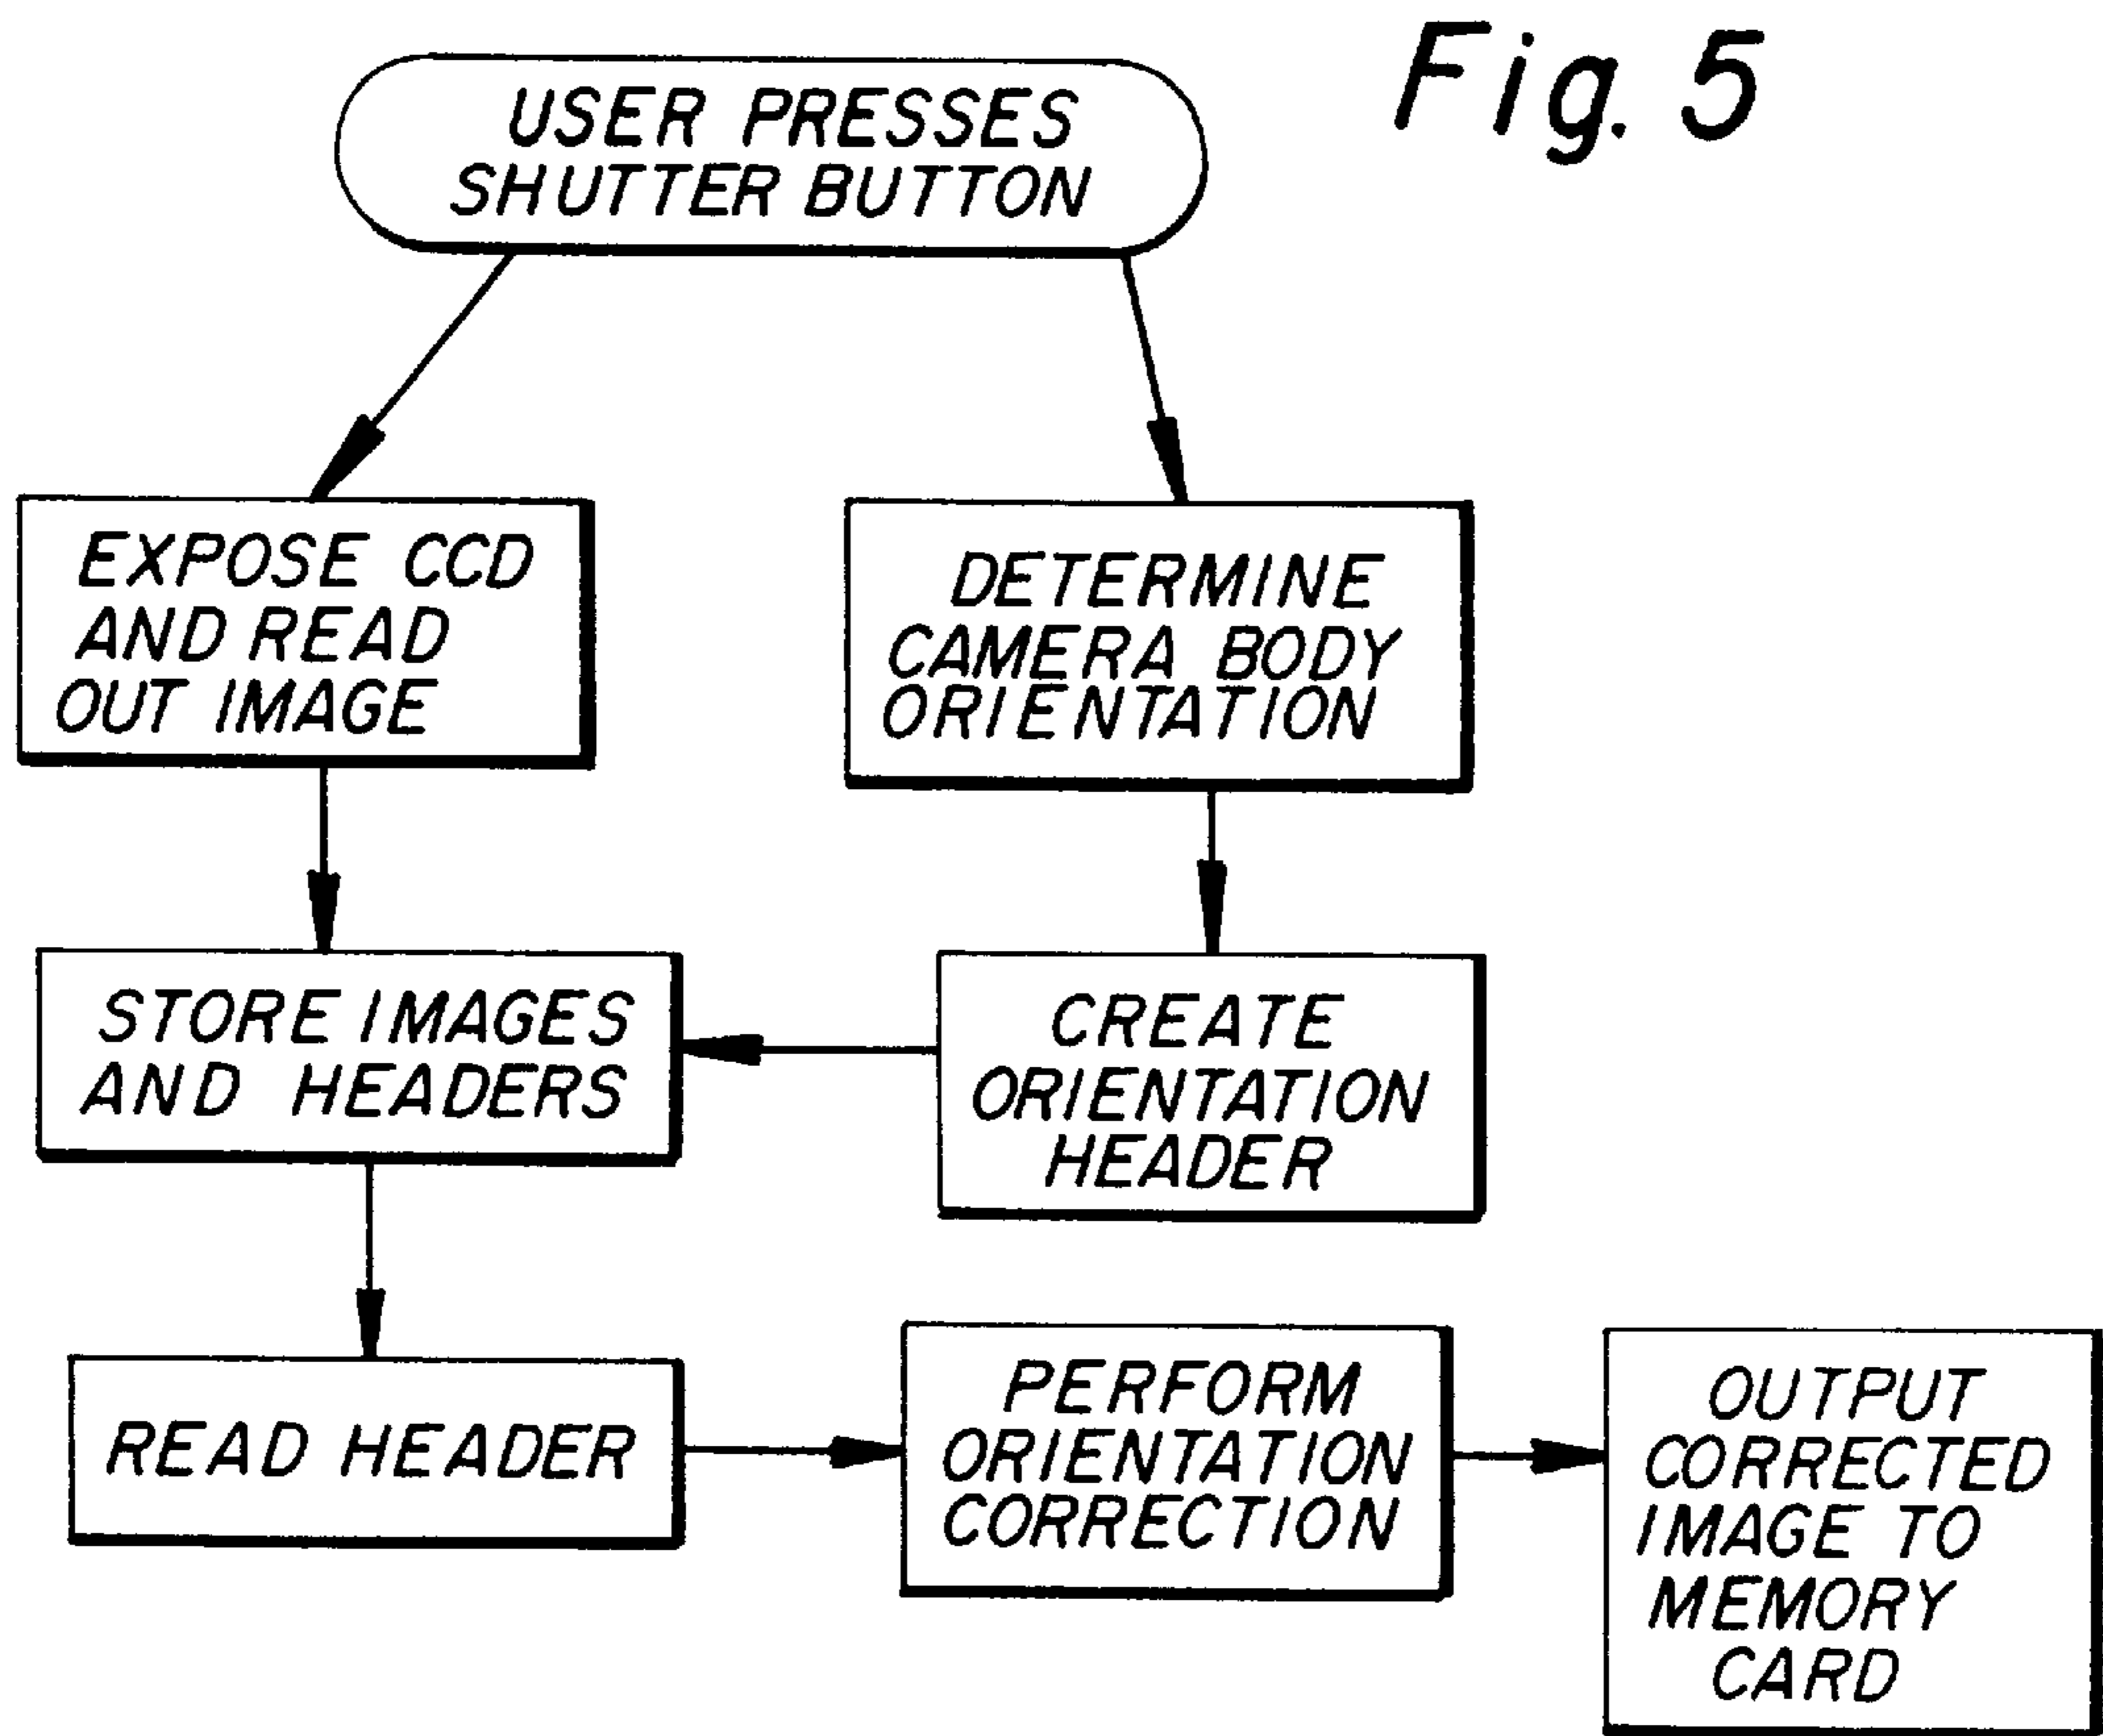 Fig. 5
USER PRESSES
SHUTTER BUTTON
EXPOSE CCD
AND READ
OUT IMAGE
DETERMINE
CAMERA BODY
ORIENTATION
STORE IMAGES
AND HEADERS
CREATE
ORIENTATION
HEADER
READ HEADER
PERFORM
ORIENTATION
CORRECTION
OUTPUT
CORRECTED
IMAGE TO
MEMORY
CARD